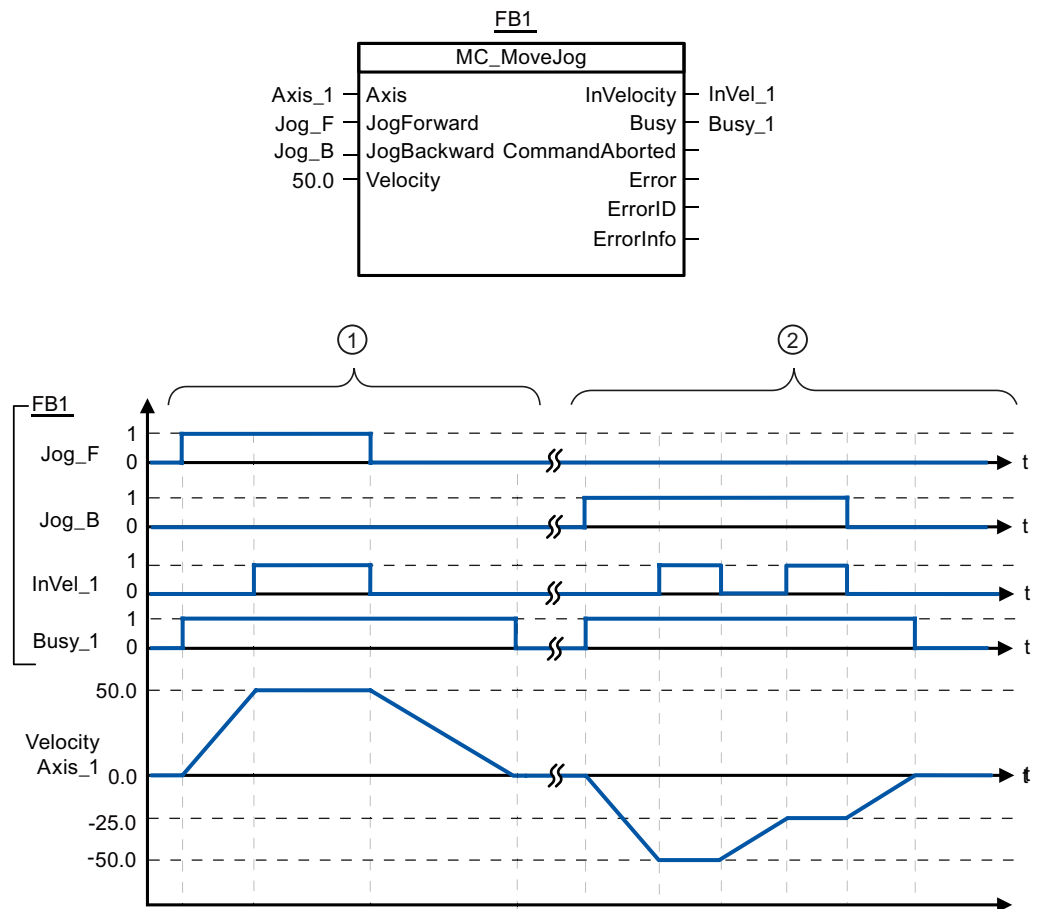 FB1
MC_MoveJog
Axis_1 Axis InVelocity InVel_1
Jog_F JogForward Busy Busy_1
Jog_B JogBackward CommandAborted
50.0 Velocity Error
ErrorID
ErrorInfo
1 2
FB1
1
Jog_F
0 t
1
Jog_B
0 t
1
InVel_1
0 t
1
Busy_1
0 t
50.0
Velocity
Axis_1
0.0 t
-25.0
-50.0